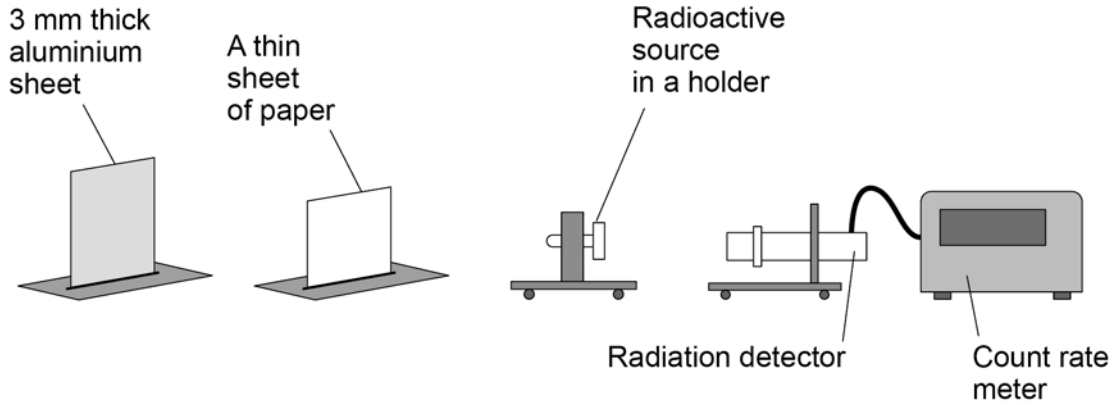 3 mm thick
aluminium
sheet
A thin
sheet
of paper
Radioactive
source
in a holder
Radiation detector
Count rate
meter